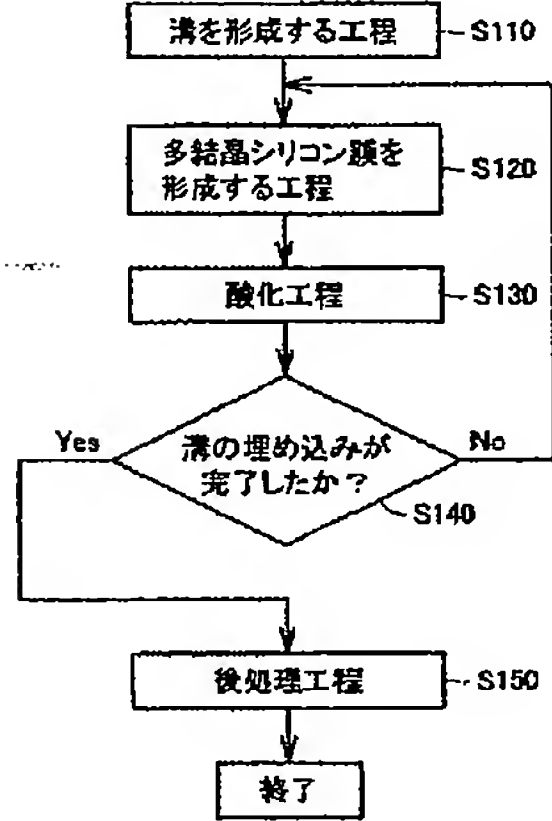 溝を形成する工程
S110
多結晶シリコン膜を
形成する工程
S120
酸化工程
S130
Yes
溝の埋め込みが
完了したか？
No
S140
後処理工程
S150
終了